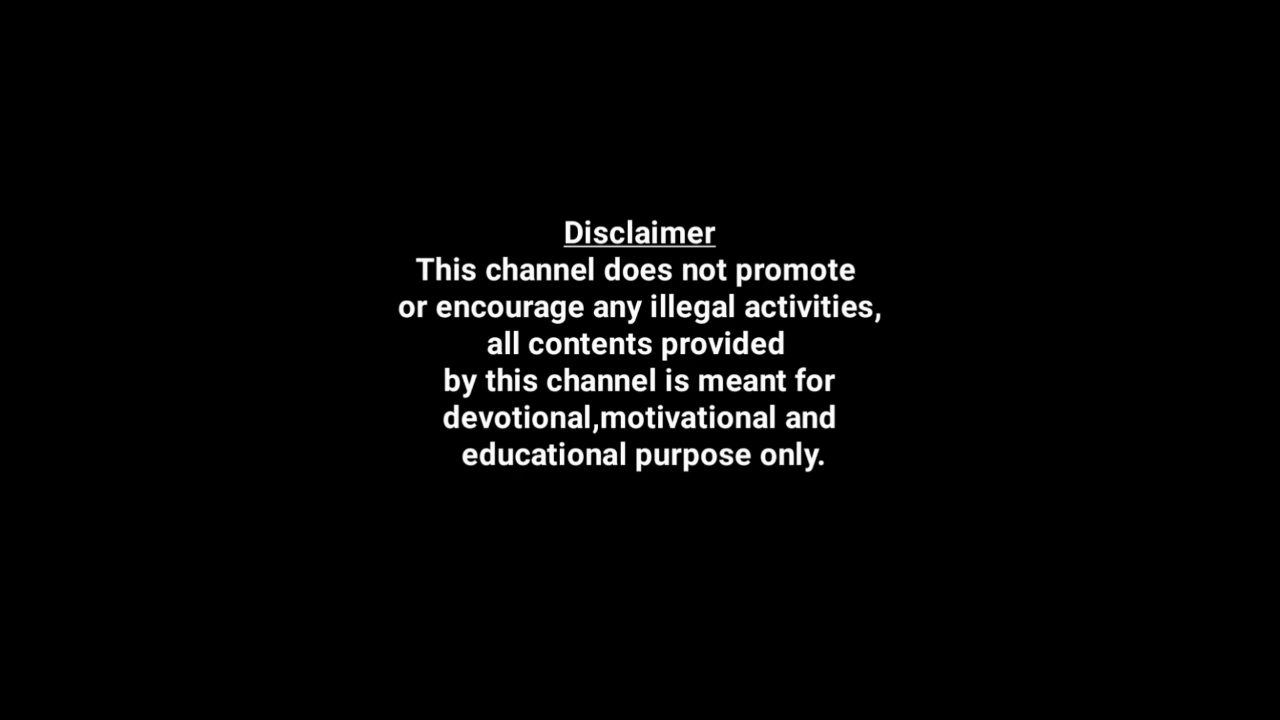 Disclaimer
This channel does not promote
or encourage any illegal activities,
all contents provided
by this channel is meant for
devotional,motivational and
educational purpose only.